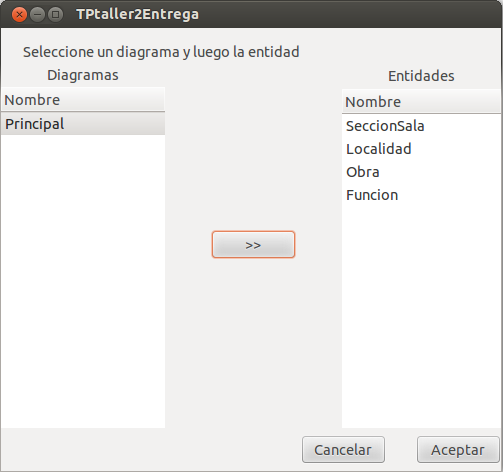 TPtaller2Entrega
Seleccione un diagrama y luego la entidad
Diagramas
Entidades
Nombre
Nombre
Principal
SeccionSala
Localidad
Obra
Funcion
>>
Cancelar
Aceptar